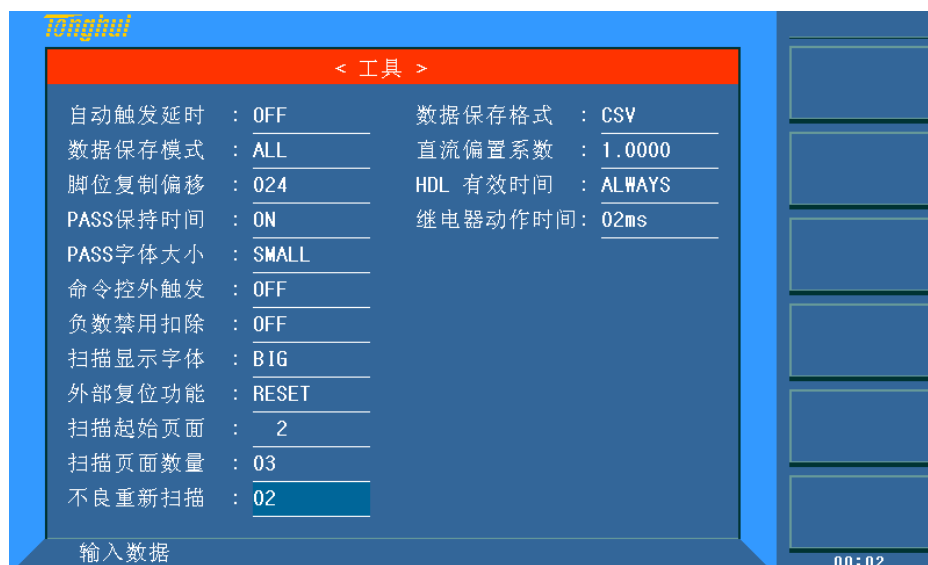 Tonghui
< 工具 >
自动触发延时 : OFF 数据保存格式 : CSV
数据保存模式 : ALL 直流偏置系数 : 1.0000
脚位复制偏移 : 024 HDL 有效时间 : ALWAYS
PASS保持时间 : ON 继电器动作时间: 02ms
PASS字体大小 : SMALL
命令控外触发 : OFF
负数禁用扣除 : OFF
扫描显示字体 : BIG
外部复位功能 : RESET
扫描起始页面 : 2
扫描页面数量 : 03
不良重新扫描 : 02
输入数据